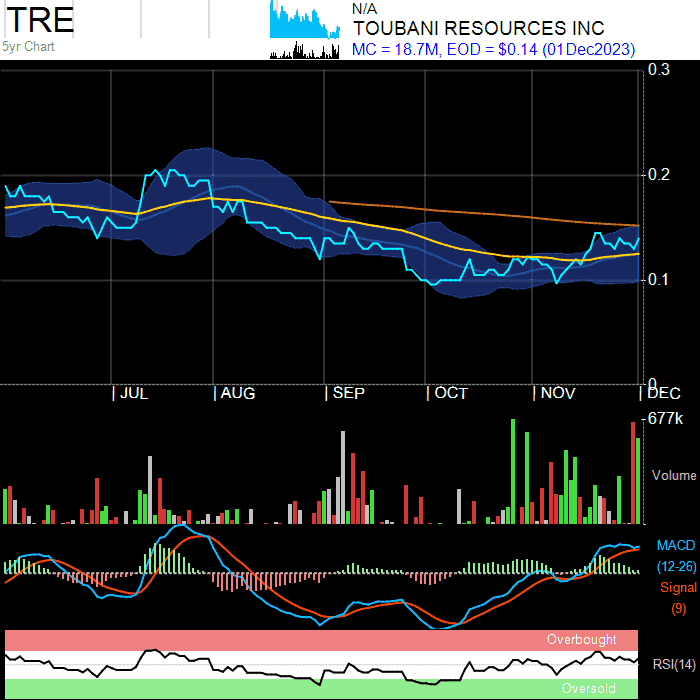 TRE
5yr Chart
N/A
TOUBANI RESOURCES INC
MC = 18.7M, EOD = $0.14 (01Dec2023)
0.3
0.2
0.1
0
JUL AUG SEP OCT NOV DEC
677k
Volume
MACD
(12-26)
Signal
(9)
Overbought
RSI(14)
Oversold